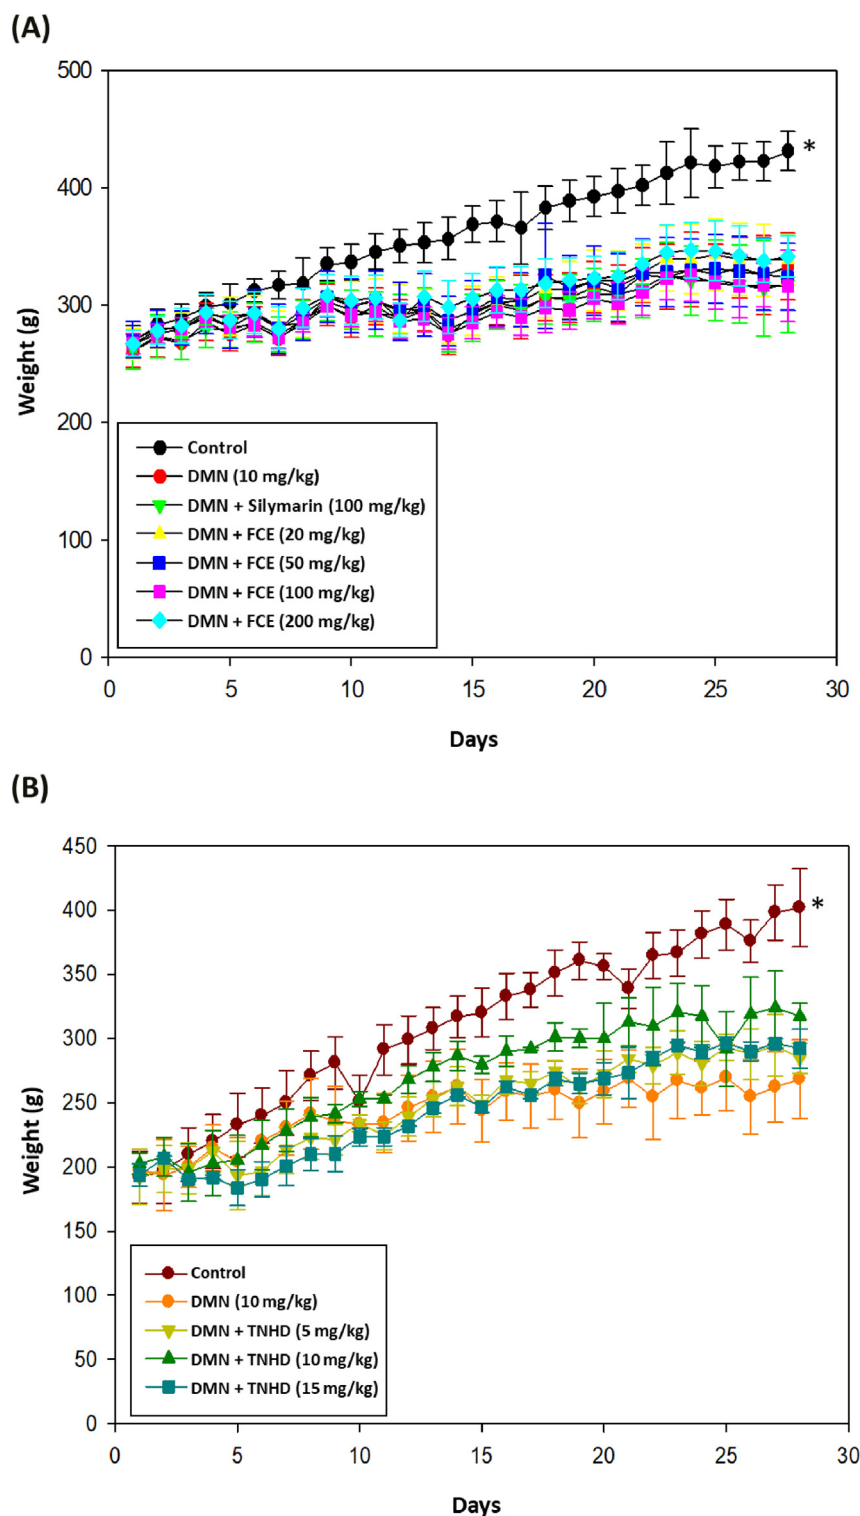 (A)
500
400
300
200
100
0
*
Weight (g)
Control
DMN (10 mg/kg)
DMN + Silymarin (100 mg/kg)
DMN + FCE (20 mg/kg)
DMN + FCE (50 mg/kg)
DMN + FCE (100 mg/kg)
DMN + FCE (200 mg/kg)
0 5 10 15 20 25 30
Days
(B)
450
400
350
300
250
200
150
100
50
0
*
Weight (g)
Control
DMN (10 mg/kg)
DMN + TNHD (5 mg/kg)
DMN + TNHD (10 mg/kg)
DMN + TNHD (15 mg/kg)
0 5 10 15 20 25 30
Days